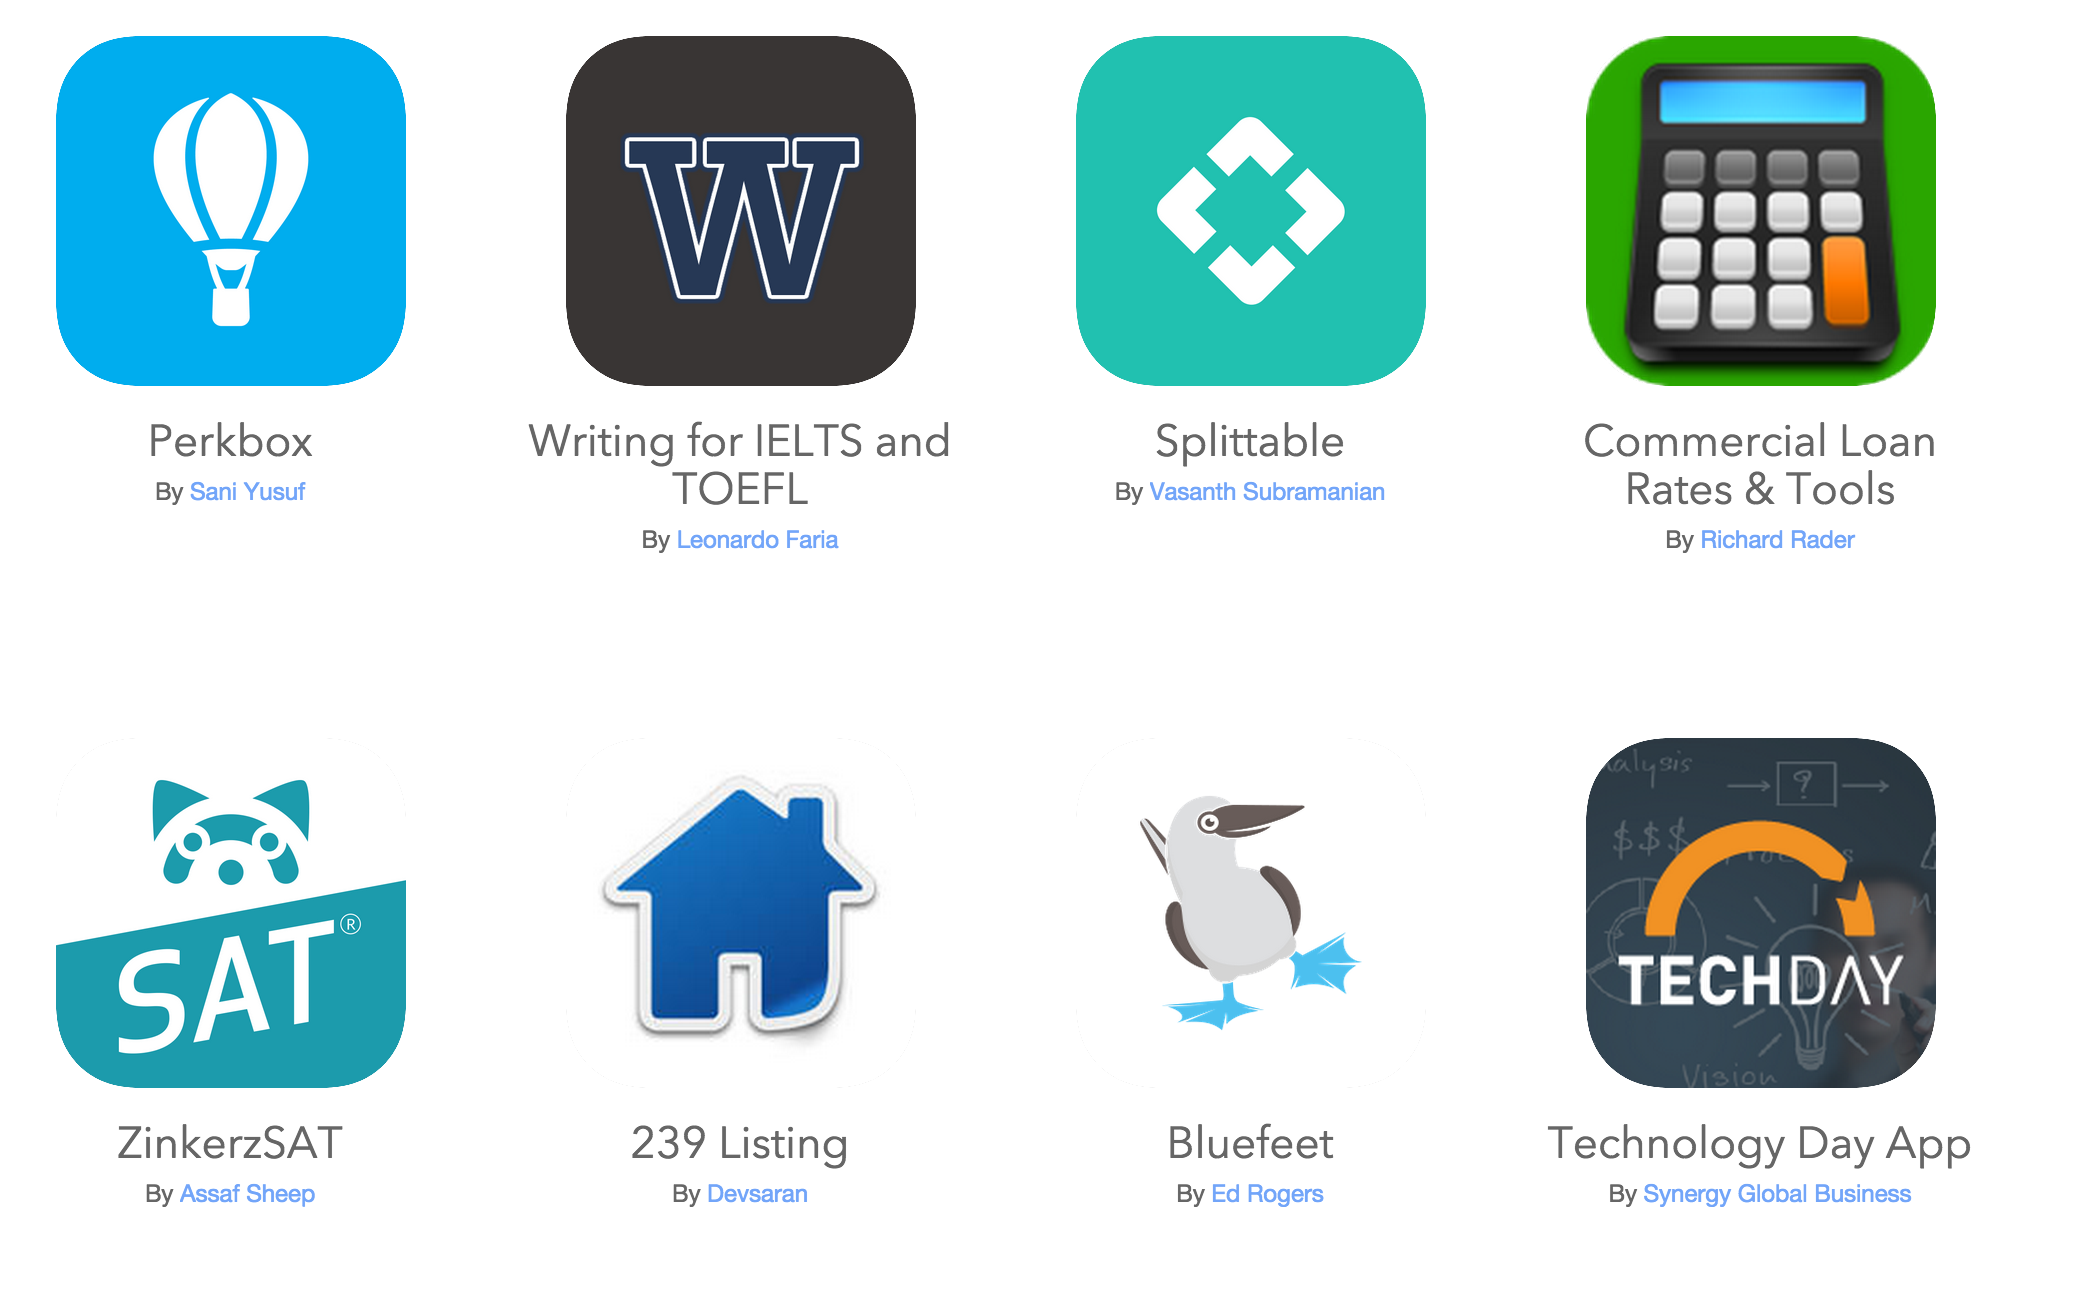 W
Perkbox
By Sani Yusuf
Writing for IELTS and
TOEFL
By Leonardo Faria
Splittable
By Vasanth Subramanian
Commercial Loan
Rates & Tools
By Richard Rader
SAT®
ZinkerzSAT
By Assaf Sheep
239 Listing
By Devsaran
Bluefeet
By Ed Rogers
alysis
?
$$$
TECHDAY
Vision
Technology Day App
By Synergy Global Business